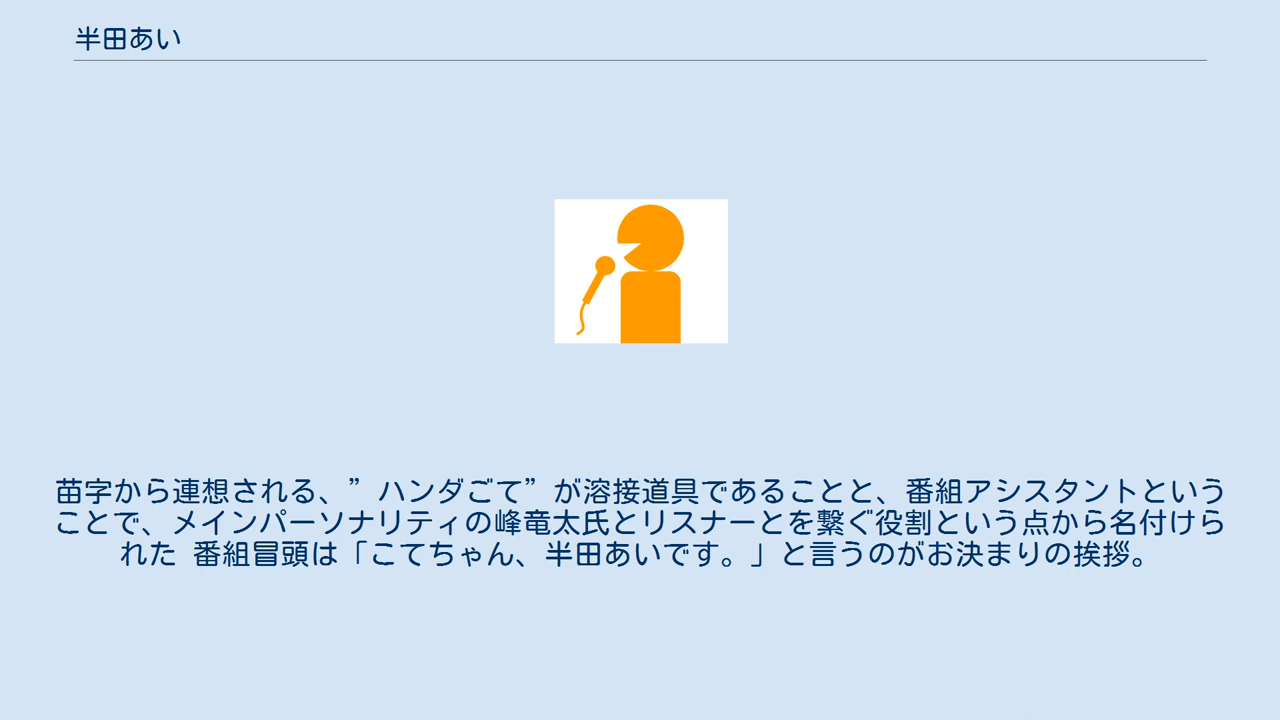 半田あい
苗字から連想される、”ハンダごて”が溶接道具であることと、番組アシスタントという
ことで、メインパーソナリティの峰竜太氏とリスナーとを繋ぐ役割という点から名付けら
れた 番組冒頭は「こてちゃん、半田あいです。」と言うのがお決まりの挨拶。